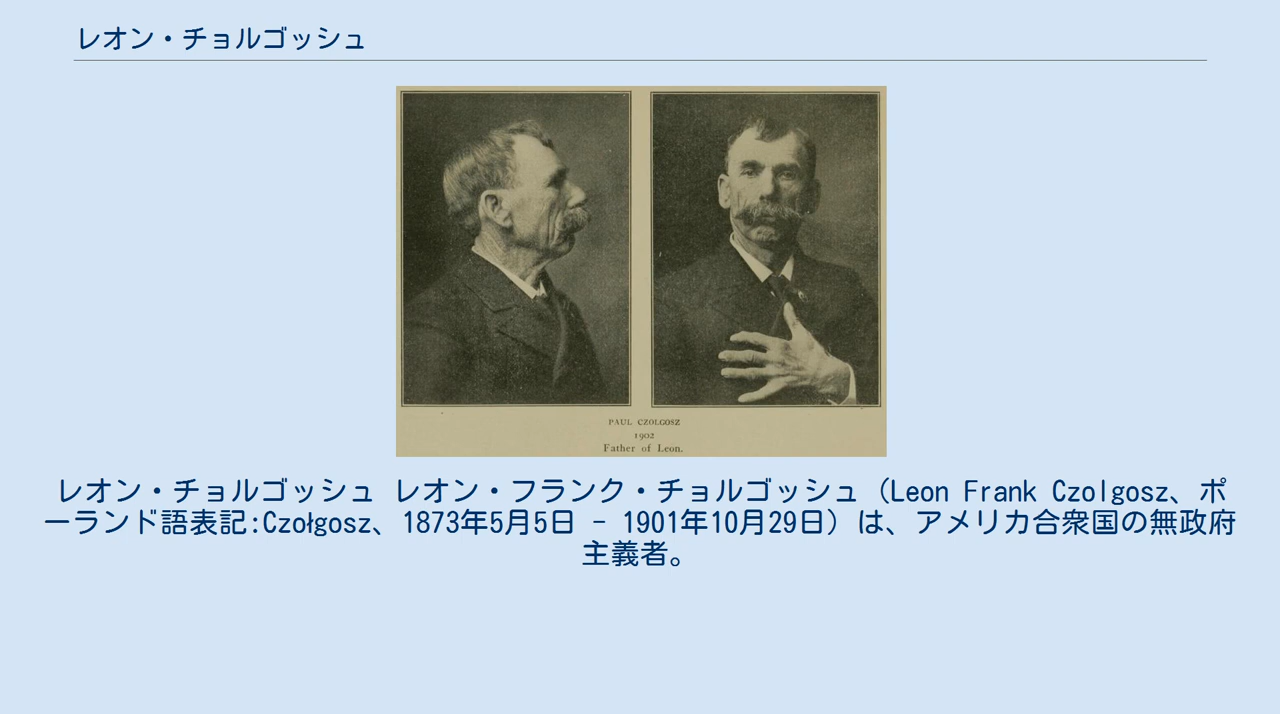 レオン・チョルゴッシュ
PAUL CZOLGOSZ
1902
Father of Leon.
レオン・チョルゴッシュ レオン・フランク・チョルゴッシュ（Leon Frank Czolgosz、ポ
ーランド語表記:Czołgosz、1873年5月5日 - 1901年10月29日）は、アメリカ合衆国の無政府
主義者。